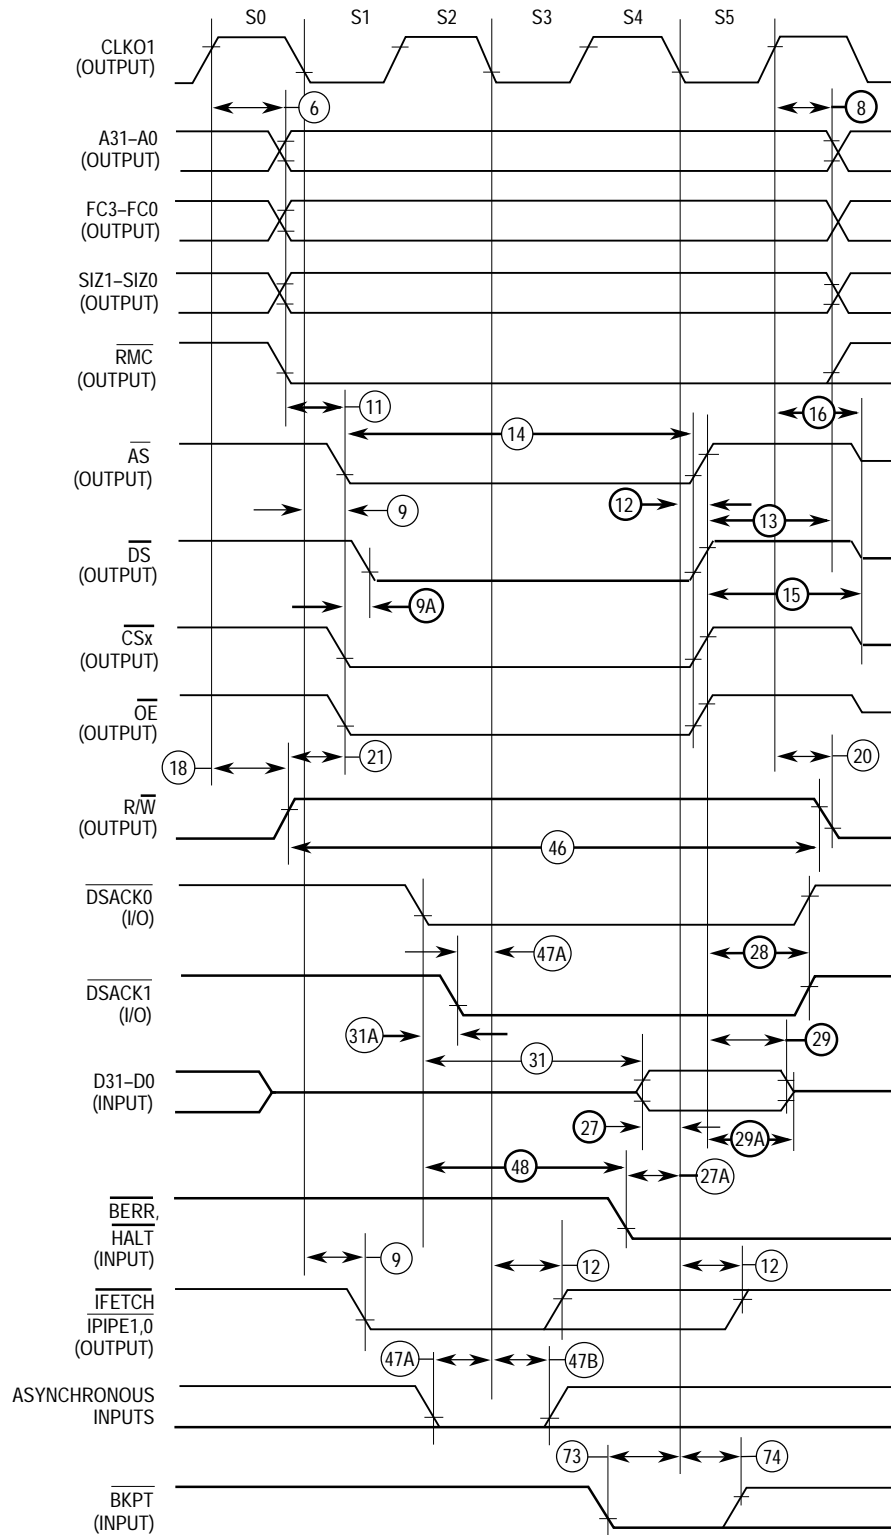 S0 S1 S2 S3 S4 S5
CLKO1
(OUTPUT)
6 8
A31–A0
(OUTPUT)
FC3–FC0
(OUTPUT)
SIZ1–SIZ0
(OUTPUT)
RMC
(OUTPUT)
11 16
14
AS
(OUTPUT)
9 12
13
DS
(OUTPUT)
9A 15
CSx
(OUTPUT)
OE
(OUTPUT)
18 21 20
R/W
(OUTPUT)
46
DSACK0
(I/O)
47A 28
DSACK1
(I/O)
31A 29
31
D31–D0
(INPUT)
27 29A
48 27A
BERR,
HALT
(INPUT)
9 12 12
IFETCH
IPIPE1,0
(OUTPUT)
47A 47B
ASYNCHRONOUS
INPUTS
73 74
BKPT
(INPUT)